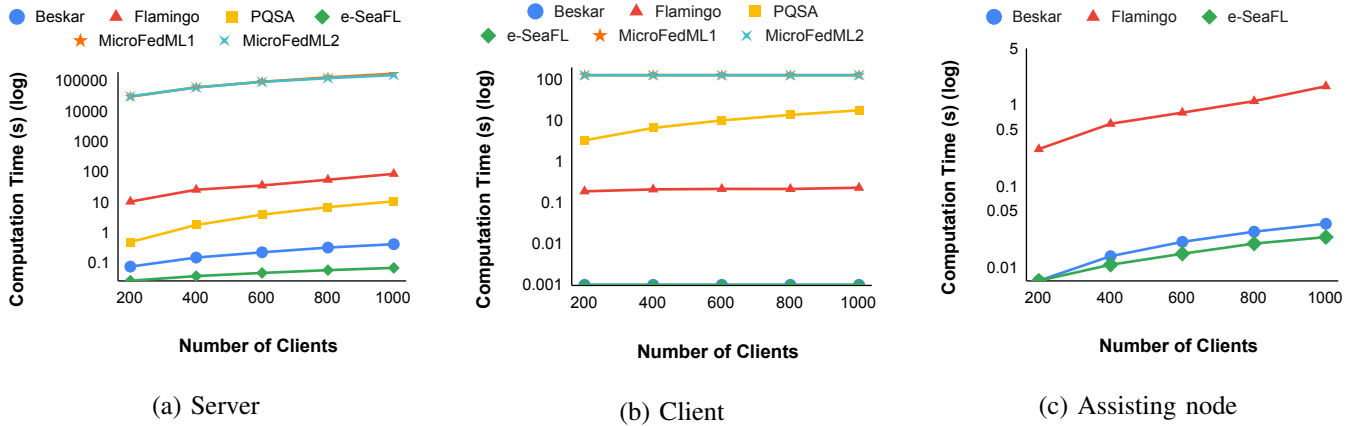 Beskar Flamingo PQSA e-SeaFL
MicroFedML1 MicroFedML2
Computation Time (s) (log)
100000
10000
1000
100
10
1
0.1
200 400 600 800 1000
Number of Clients
(a) Server
Beskar Flamingo PQSA
e-SeaFL MicroFedML1 MicroFedML2
Computation Time (s) (log)
100
10
1
0.1
0.01
0.001
200 400 600 800 1000
Number of Clients
(b) Client
Beskar Flamingo e-SeaFL
Computation Time (s) (log)
5
1
0.5
0.1
0.05
0.01
200 400 600 800 1000
Number of Clients
(c) Assisting node